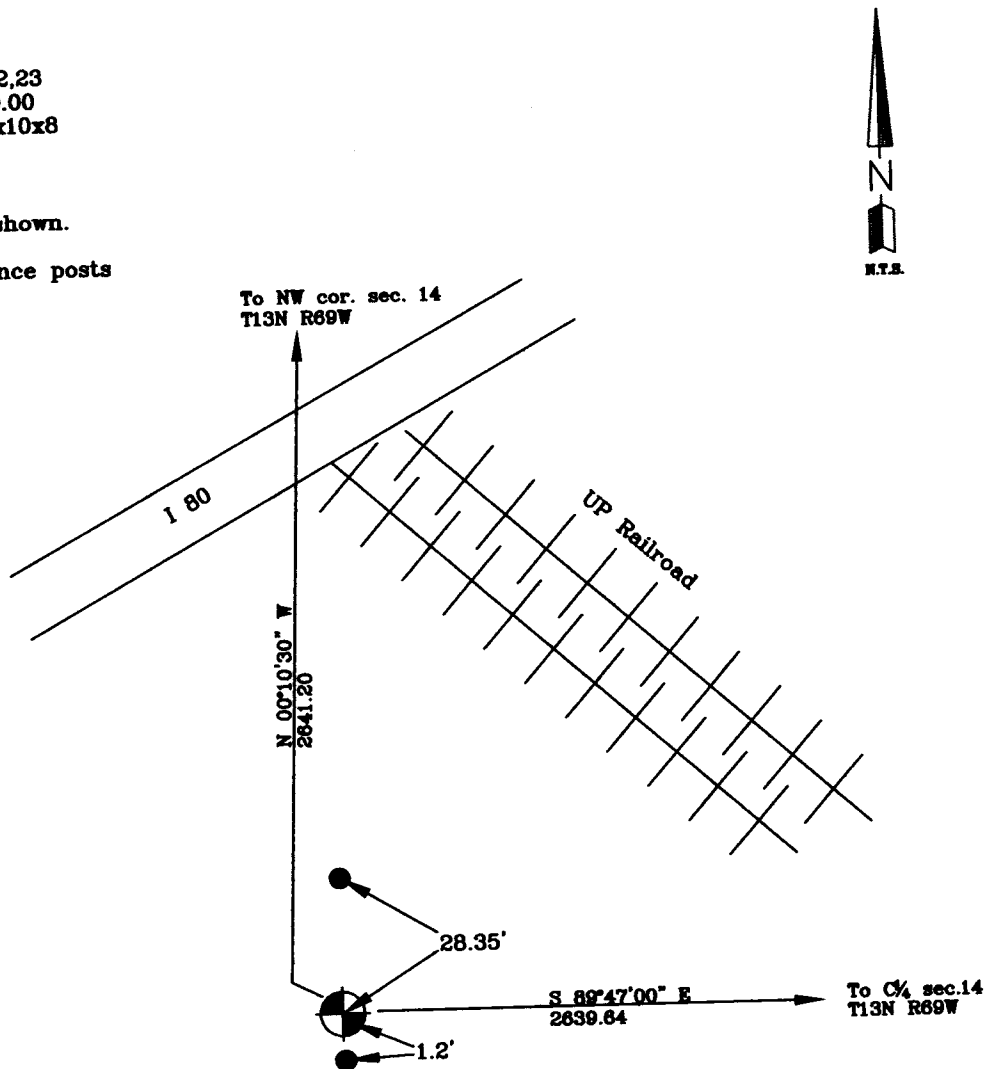 2,23
.00
x10x8
shown.
nce posts
N
N.T.S.
To NW cor. sec. 14
T13N R69W
I 80
UP Railroad
N 00°10'30" W
2641.20
28.35'
S 89°47'00" E
2639.64
To C¼ sec.14
T13N R69W
1.2'